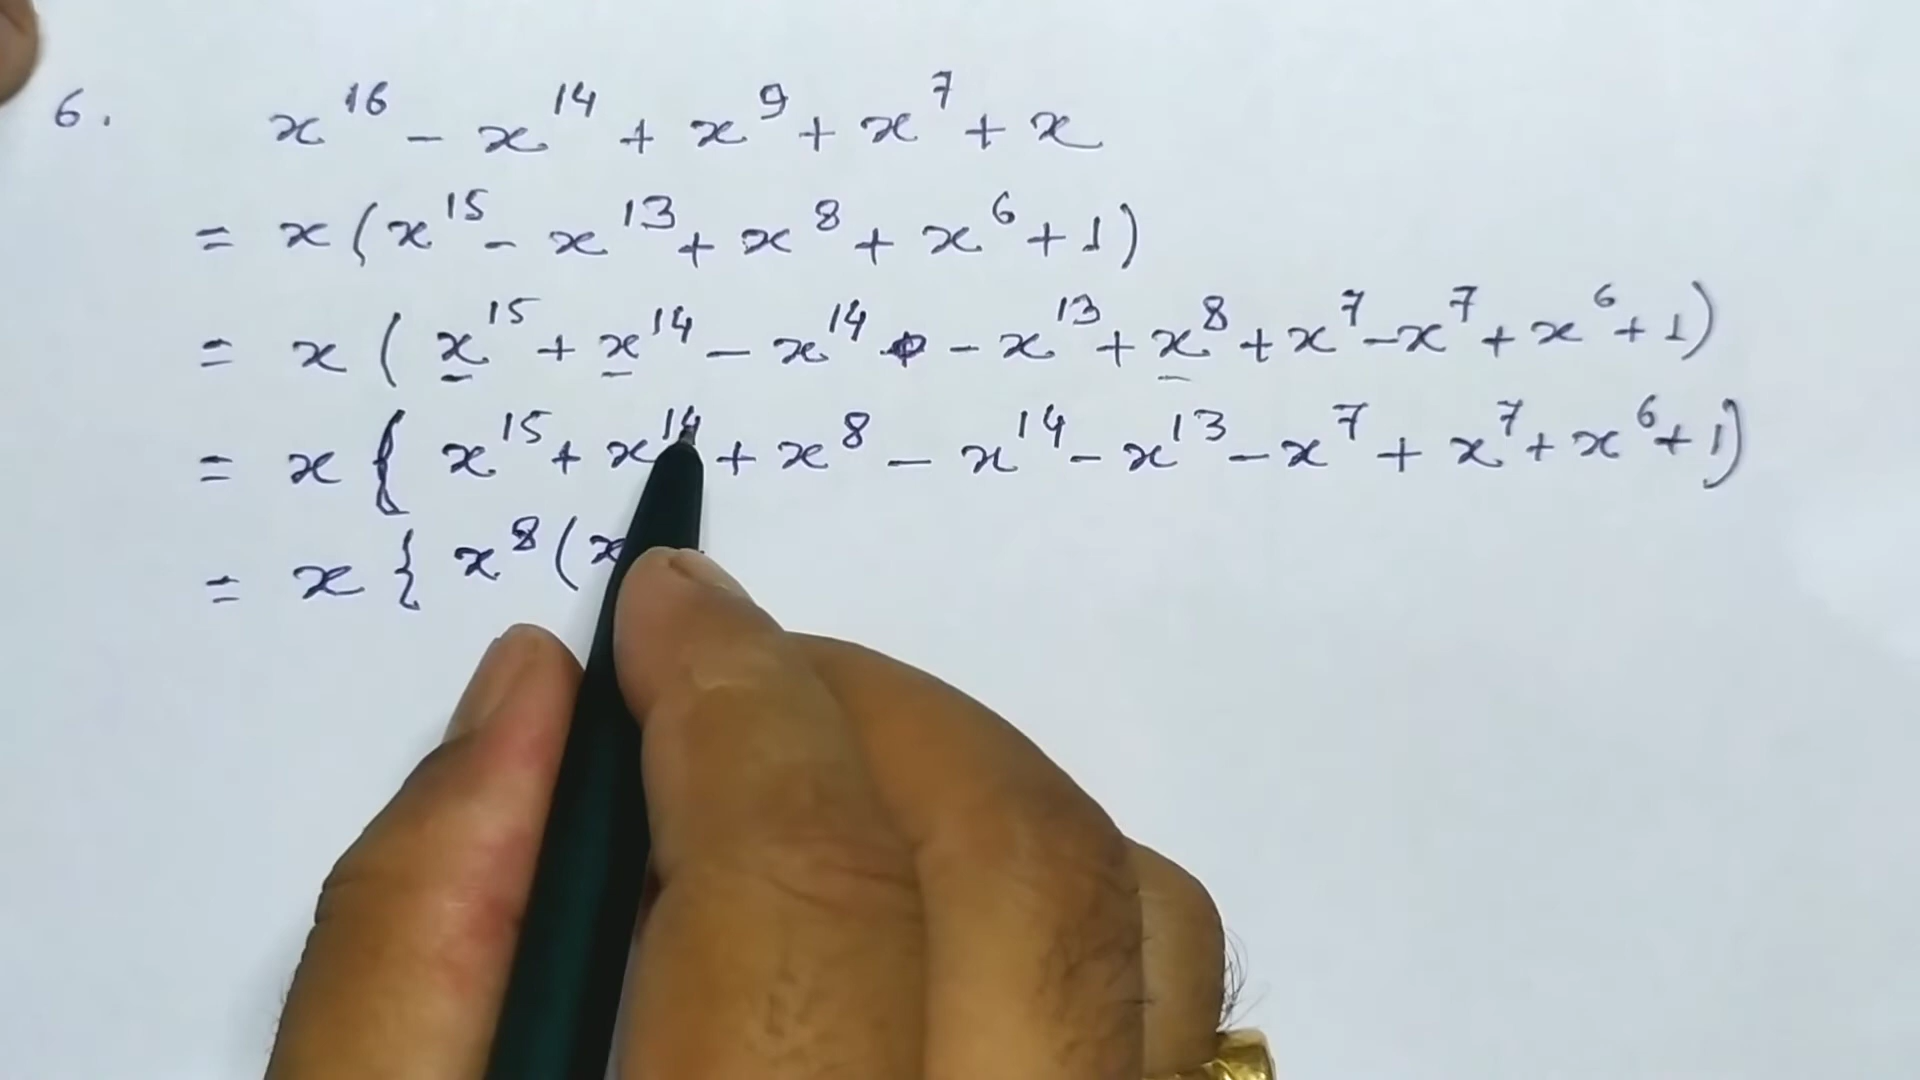 6. x^16 - x^14 + x^9 + x^7 + x
= x(x^15 - x^13 + x^8 + x^6 + 1)
= x(x^15 + x^14 - x^14 - x^13 + x^8 + x^7 - x^7 + x^6 + 1)
= x{x^15 + x^14 + x^8 - x^14 - x^13 - x^7 + x^7 + x^6 + 1)
= x{x^8(x